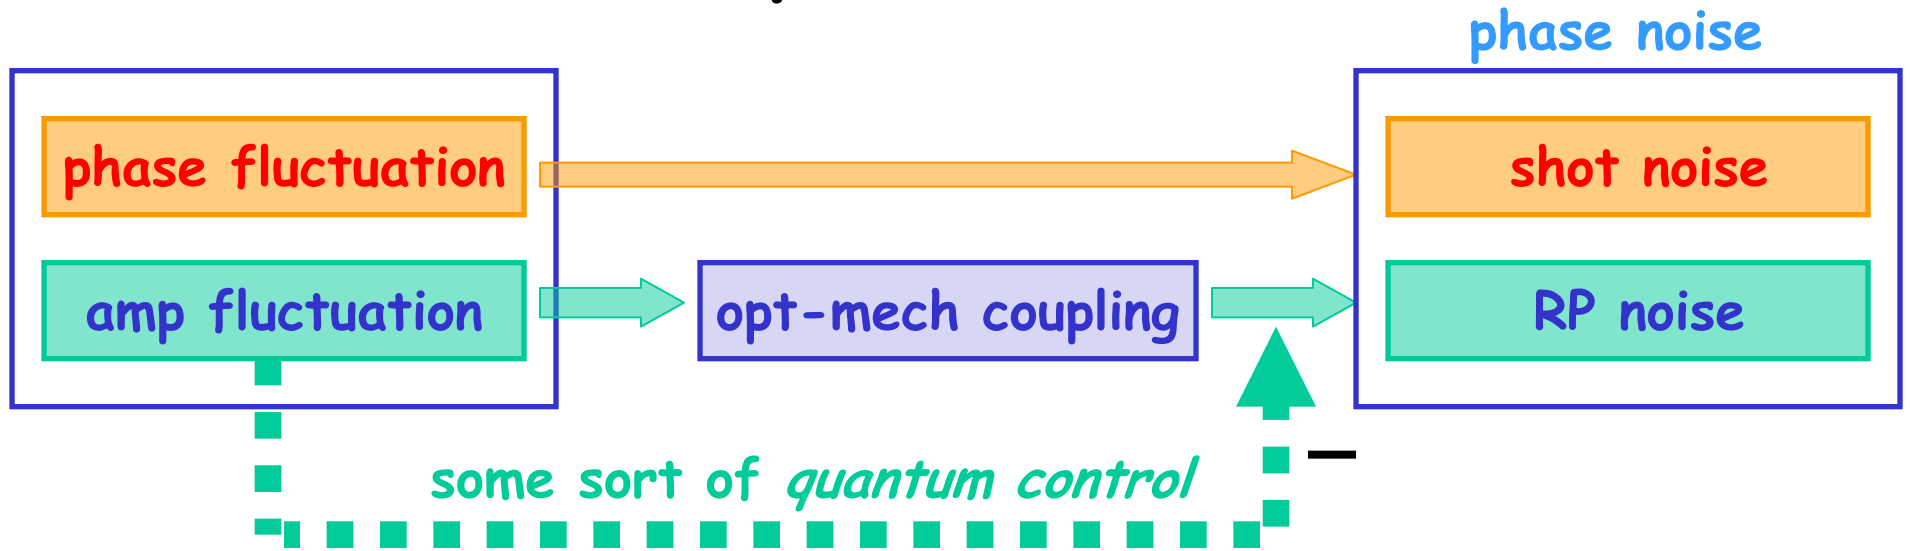 phase noise
phase fluctuation
shot noise
amp fluctuation
opt-mech coupling
RP noise
some sort of quantum control
–